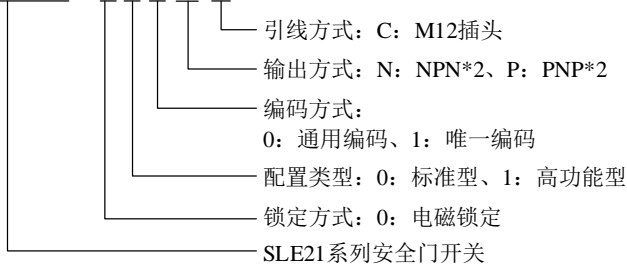 引线方式：C：M12插头
输出方式：N：NPN*2、P：PNP*2
编码方式：
0：通用编码、1：唯一编码
配置类型：0：标准型、1：高功能型
锁定方式：0：电磁锁定
SLE21系列安全门开关